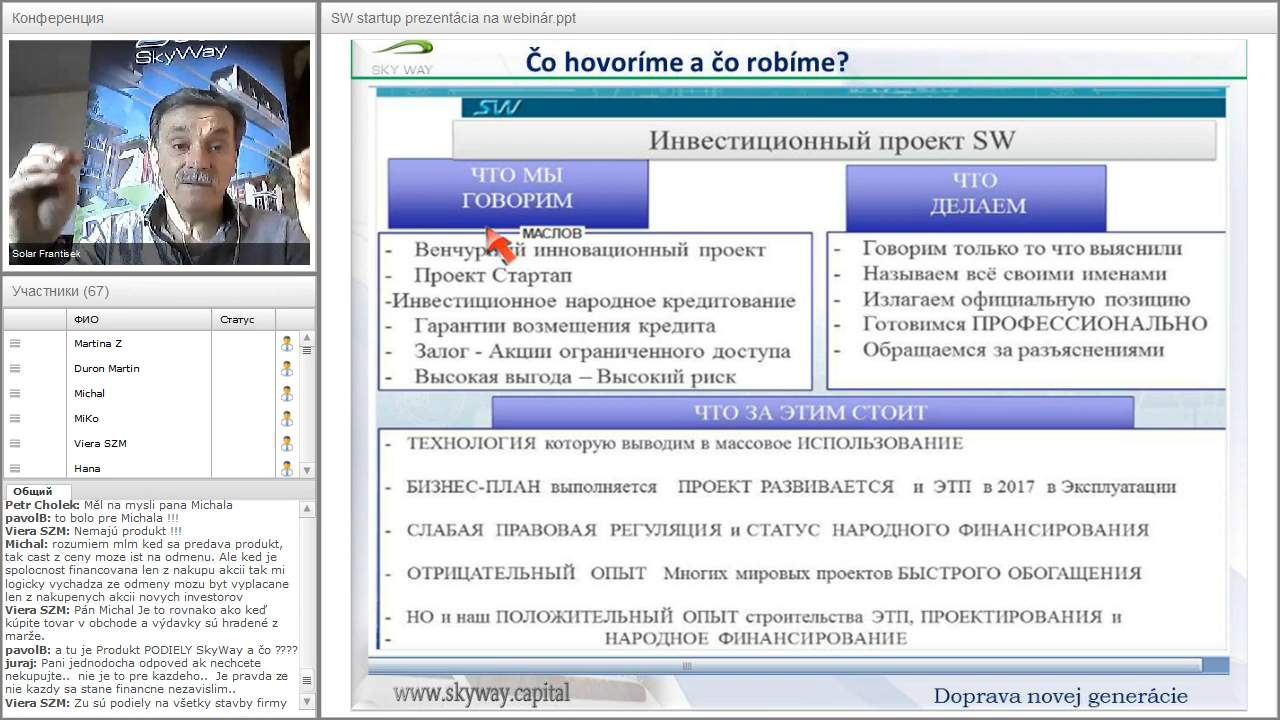 Конференция
SkyWay
Solar Frantisek
Участники (67)
ФИО Статус
Martina Z
Duron Martin
Michal
MiKo
Viera SZM
Hana
Общий
Petr Cholek: Měl na mysli pana Michala
pavolB: to bolo pre Michala !!!
Viera SZM: Nemajú produkt !!!
Michal: rozumiem mlm ked sa predava produkt,
tak cast z ceny moze ist na odmenu. Ale ked je
spolocnost financovana len z nakupu akcii tak mi
logicky vychadza ze odmeny mozu byt vyplacane
len z nakupenych akcii novych investorov
Viera SZM: Pán Michal Je to rovnako ako keď
kúpite tovar v obchode a výdavky sú hradené z
marže.
pavolB: a tu je Produkt PODIELY SkyWay a čo ????
juraj: Pani jednoducha odpoved ak nechcete
nekupujte.. nie je to pre kazdeho.. Je pravda ze
nie kazdy sa stane financne nezavislim..
Viera SZM: Zu sú podiely na všetky stavby firmy
SW startup prezentácia na webinár.ppt
SKY WAY
Čo hovoríme a čo robíme?
SW
Инвестиционный проект SW
ЧТО МЫ
ГОВОРИМ
МАСЛОВ
- Венчурный инновационный проект
- Проект Стартап
-Инвестиционное народное кредитование
- Гарантии возмещения кредита
- Залог - Акции ограниченного доступа
- Высокая выгода – Высокий риск
ЧТО
ДЕЛАЕМ
- Говорим только то что выяснили
- Называем всё своими именами
- Излагаем официальную позицию
- Готовимся ПРОФЕССИОНАЛЬНО
- Обращаемся за разъяснениями
ЧТО ЗА ЭТИМ СТОИТ
- ТЕХНОЛОГИЯ которую выводим в массовое ИСПОЛЬЗОВАНИЕ
- БИЗНЕС-ПЛАН выполняется ПРОЕКТ РАЗВИВАЕТСЯ и ЭТП в 2017 в Эксплуатации
- СЛАБАЯ ПРАВОВАЯ РЕГУЛЯЦИЯ и СТАТУС НАРОДНОГО ФИНАНСИРОВАНИЯ
- ОТРИЦАТЕЛЬНЫЙ ОПЫТ Многих мировых проектов БЫСТРОГО ОБОГАЩЕНИЯ
- НО и наш ПОЛОЖИТЕЛЬНЫЙ ОПЫТ строительства ЭТП, ПРОЕКТИРОВАНИЯ и
- НАРОДНОЕ ФИНАНСИРОВАНИЕ
www.skyway.capital
Doprava novej generácie